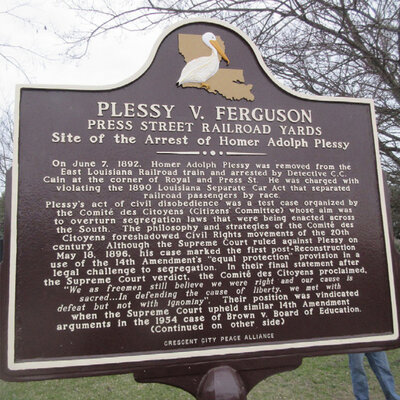 PLESSY V. FERGUSON
PRESS STREET RAILROAD YARDS
Site of the Arrest of Homer Adolph Plessy
On June 7, 1892, Homer Adolph Plessy was removed from the
East Louisiana Railroad train and arrested by Detective C.C.
Cain at the corner of Royal and Press St. He was charged with
violating the 1890 Louisiana Separate Car Act that separated
railroad passengers by race.
Plessy's act of civil disobedience was a test case organized by
the Comité des Citoyens (Citizens Committee) whose aim was
to overturn segregation laws that were being enacted across
the South. The philosophy and strategies of the Comité des
Citoyens foreshadowed Civil Rights movements of the 20th
century. Although the Supreme Court ruled against Plessy on
May 18, 1896, his case marked the first post-Reconstruction
use of the 14th Amendment's "equal protection" provision in a
legal challenge to segregation. In their final statement after
the Supreme Court verdict, the Comité des Citoyens proclaimed,
"We as freemen still believe we were right and our cause is
sacred...In defending the cause of liberty, we met with
defeat but not with ignominy". Their position was vindicated
when the Supreme Court upheld similar 14th Amendment
arguments in the 1954 case of Brown v. Board of Education.
(Continued on other side)
CRESCENT CITY PEACE ALLIANCE